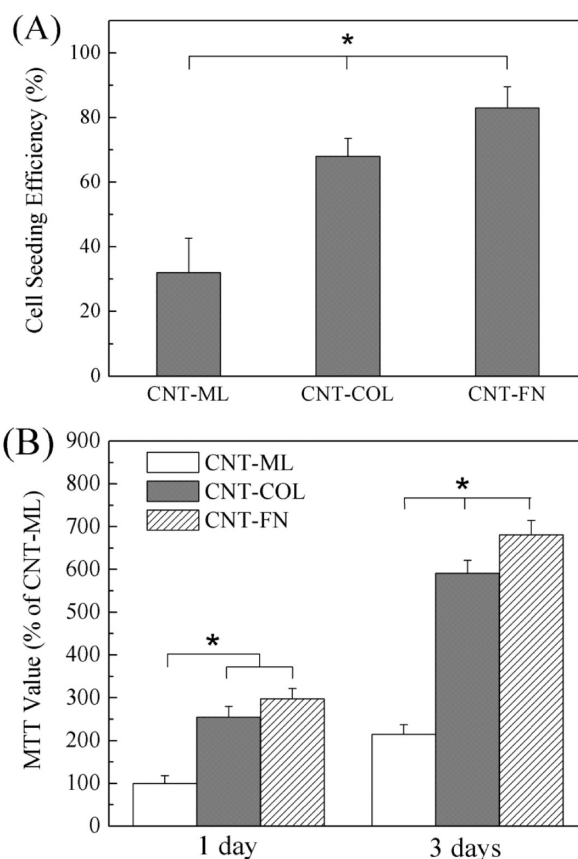 (A)
*
Cell Seeding Efficiency (%)
100
80
60
40
20
0
CNT-ML CNT-COL CNT-FN
(B)
MTT Value (% of CNT-ML)
900
800
700
600
500
400
300
200
100
0
CNT-ML
CNT-COL
CNT-FN
*
*
1 day 3 days